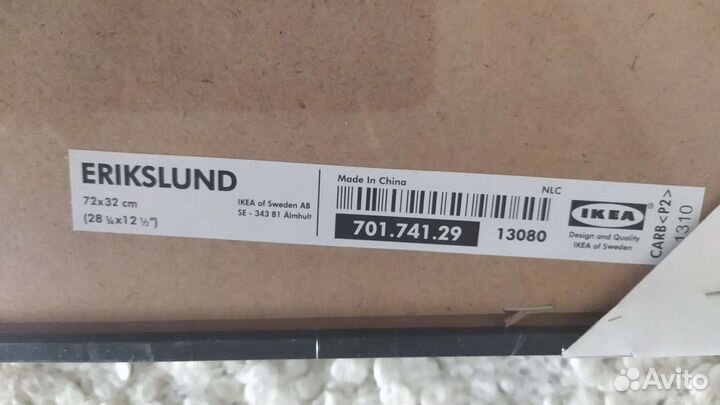 ERIKSLUND
72x32 cm
(28 ¼x12 ½")
IKEA of Sweden AB
SE - 343 81 Älmhult
Made In China
NLC
701.741.29
13080
IKEA®
Design and Quality
IKEA of Sweden
CARB<P2>
1310
Avito